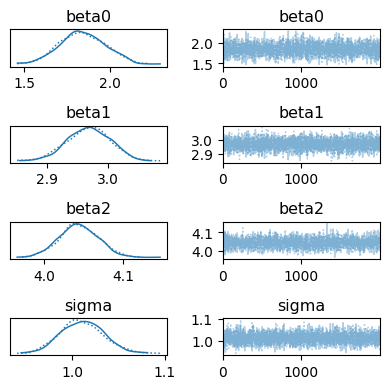 beta0 beta0
2.0
1.5
1.5 2.0 0 1000
beta1 beta1
3.0
2.9
2.9 3.0 0 1000
beta2 beta2
4.1
4.0
4.0 4.1 0 1000
sigma sigma
1.1
1.0
1.0 1.1 0 1000